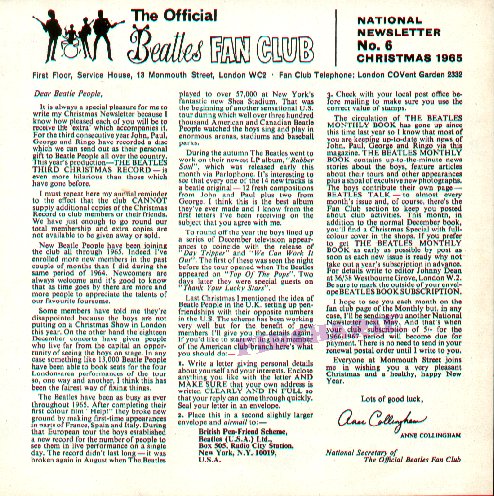 The Official
Beatles FAN CLUB
NATIONAL
NEWSLETTER
No. 6
CHRISTMAS 1965
First Floor, Service House, 13 Monmouth Street, London WC2 · Fan Club Telephone: London COVent Garden 2332
Dear Beatle People,
It is always a special pleasure for me to
write my Christmas Newsletter because I
know how pleased each of you will be to
receive the 'extra' which accompanies it.
For the third consecutive year John, Paul,
George and Ringo have recorded a disc
which we can send out as their personal
gift to Beatle People all over the country.
This year's production—THE BEATLES
THIRD CHRISTMAS RECORD—is
even more hilarious than those which
have gone before.
I must repeat here my annual reminder
to the effect that the club CANNOT
supply additional copies of the Christmas
Record to club members or their friends.
We have just enough to go round our
total membership and extra copies are
not available to be given away or sold.
New Beatle People have been joining
the club all through 1965. Indeed I've
enrolled more new members in the past
couple of months than I did during the
same period of 1964. Newcomers are
always welcome and it's good to know
that as time goes by there are more and
more people to appreciate the talents of
our favourite foursome.
Some members have told me they're
disappointed because the boys are not
putting on a Christmas Show in London
this year. On the other hand the eighteen
December concerts have given people
who live far from the capital an oppor-
tunity of seeing the boys on stage. In any
case something like 13,000 Beatle People
have been able to book seats for the four
Londonarea performances of the tour
so, one way and another, I think this has
been the fairest way of fixing things.
The Beatles have been as busy as ever
throughout 1965. After completing their
first colour film "Help!" they broke new
ground by making first-time appearances
in parts of France, Spain and Italy. During
that European tour the boys established
a new record for the number of people to
see them in live performance on a single
day. The record didn't last long—it was
broken again in August when The Beatles
played to over 57,000 at New York's
fantastic new Shea Stadium. That was
the beginning of another sensational U.S.
tour during which well over three hundred
thousand American and Canadian Beatle
People watched the boys sing and play in
enormous arenas, stadiums and baseball
parks.
During the autumn The Beatles went to
work on their newest LP album, "Rubber
Soul", which was released early this
month via Parlophone. It's interesting to
see that every one of the 14 new tracks is
a beatle original—12 fresh compositions
from John and Paul plus two from
George. I think this is the best album
they've ever made and I know from the
first letters I've been receiving on the
subject that you agree with me.
To round off the year the boys lined up
a series of December television appear-
ances to coincide with the release of
"Day Tripper" and "We Can Work It
Out". The first of these was seen the night
before the tour opened when The Beatles
appeared on "Top Of The Pops". Two
days later they were special guests on
"Thank Your Lucky Stars".
Last Christmas I mentioned the idea of
Beatle People in the U.K. setting up pen-
friendships with their opposite numbers
in the U.S. The scheme has been working
very well but for the benefit of new
members I'll give you the details again.
If you'd like to start writing to a member
of the American club branch here's what
you should do:—
1. Write a letter giving personal details
about yourself and your interests. Enclose
anything you like with the letter AND
MAKE SURE that your own address is
written CLEARLY AND IN FULL so
that your reply can come through quickly.
Seal your letter in an envelope.
2. Place this in a second slightly larger
envelope and airmail to:—
British Pen-Friend Scheme,
Beatles (U.S.A.) Ltd.,
Box 505, Radio City Station,
New York, N.Y. 10019,
U.S.A.
3. Check with your local post office be-
fore mailing to make sure you use the
correct value of stamps.
The circulation of THE BEATLES
MONTHLY BOOK has gone up since
this time last year so I know that most of
you are keeping up-to-date with news of
John, Paul, George and Ringo via this
magazine. THE BEATLES MONTHLY
BOOK contains up-to-the-minute news
stories about the boys, feature articles
about their tours and other appearances
plus a stock of exclusive new photographs.
The boys contribute their own page—
BEATLES TALK—to almost every
month's issue and, of course, there's the
Fan Club section to keep you posted
about club activities. This month, in
addition to the normal December book,
you'll find a Christmas Special with full-
colour cover in the shops. If you prefer
to get THE BEATLES MONTHLY
BOOK as early as possible by post as
soon as each new issue is ready why not
take out a year's subscription in advance.
For details write to editor Johnny Dean
at 36/38 Westbourne Grove, London W.2.
Be sure to mark the outside of your envel-
ope BEATLES BOOK SUBSCRIPTION.
I hope to see each month on the
fan club page of the Monthly but, in any
case, I'll be sending you another National
Newsletter And that's when
your club subscription of 5/- for the
1966/1967 period will become due for
payment. There is no need to send in your
renewal postal order until I write to you.
Everyone at Monmouth Street joins
me in wishing you a very pleasant
Christmas and a healthy, happy New
Year.
Lots of good luck,
Anne Collingham
ANNE COLLINGHAM
National Secretary of
The Official Beatles Fan Club